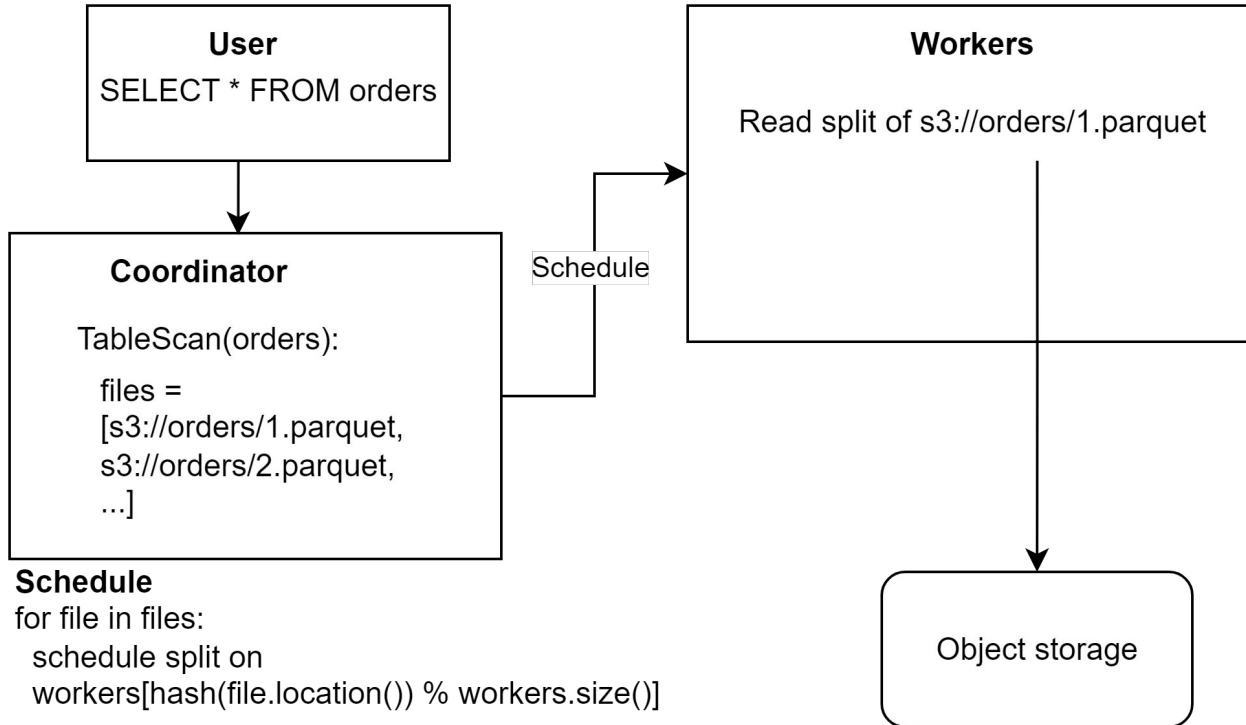 User
SELECT * FROM orders
Coordinator
TableScan(orders):
files =
[s3://orders/1.parquet,
s3://orders/2.parquet,
...]
Schedule
for file in files:
schedule split on
workers[hash(file.location()) % workers.size()]
Schedule
Workers
Read split of s3://orders/1.parquet
Object storage